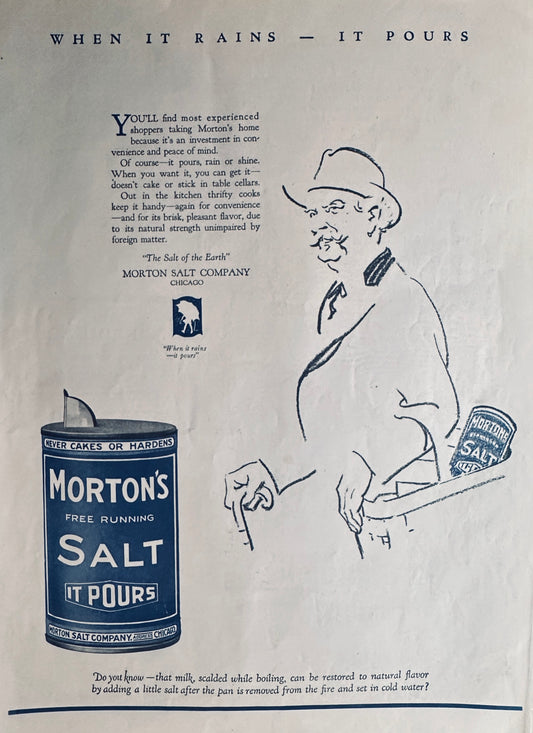 WHEN IT RAINS — IT POURS
YOU'LL find most experienced
shoppers taking Morton's home
because it's an investment in con-
venience and peace of mind.
Of course—it pours, rain or shine.
When you want it, you can get it—
doesn't cake or stick in table cellars.
Out in the kitchen thrifty cooks
keep it handy—again for convenience
—and for its brisk, pleasant flavor, due
to its natural strength unimpaired by
foreign matter.
"The Salt of the Earth"
MORTON SALT COMPANY
CHICAGO
"When it rains
—it pours"
NEVER CAKES OR HARDENS
MORTON'S
FREE RUNNING
SALT
IT POURS
MORTON SALT COMPANY, CHICAGO
MORTON'S
SALT
Do you know—that milk, scalded while boiling, can be restored to natural flavor
by adding a little salt after the pan is removed from the fire and set in cold water?